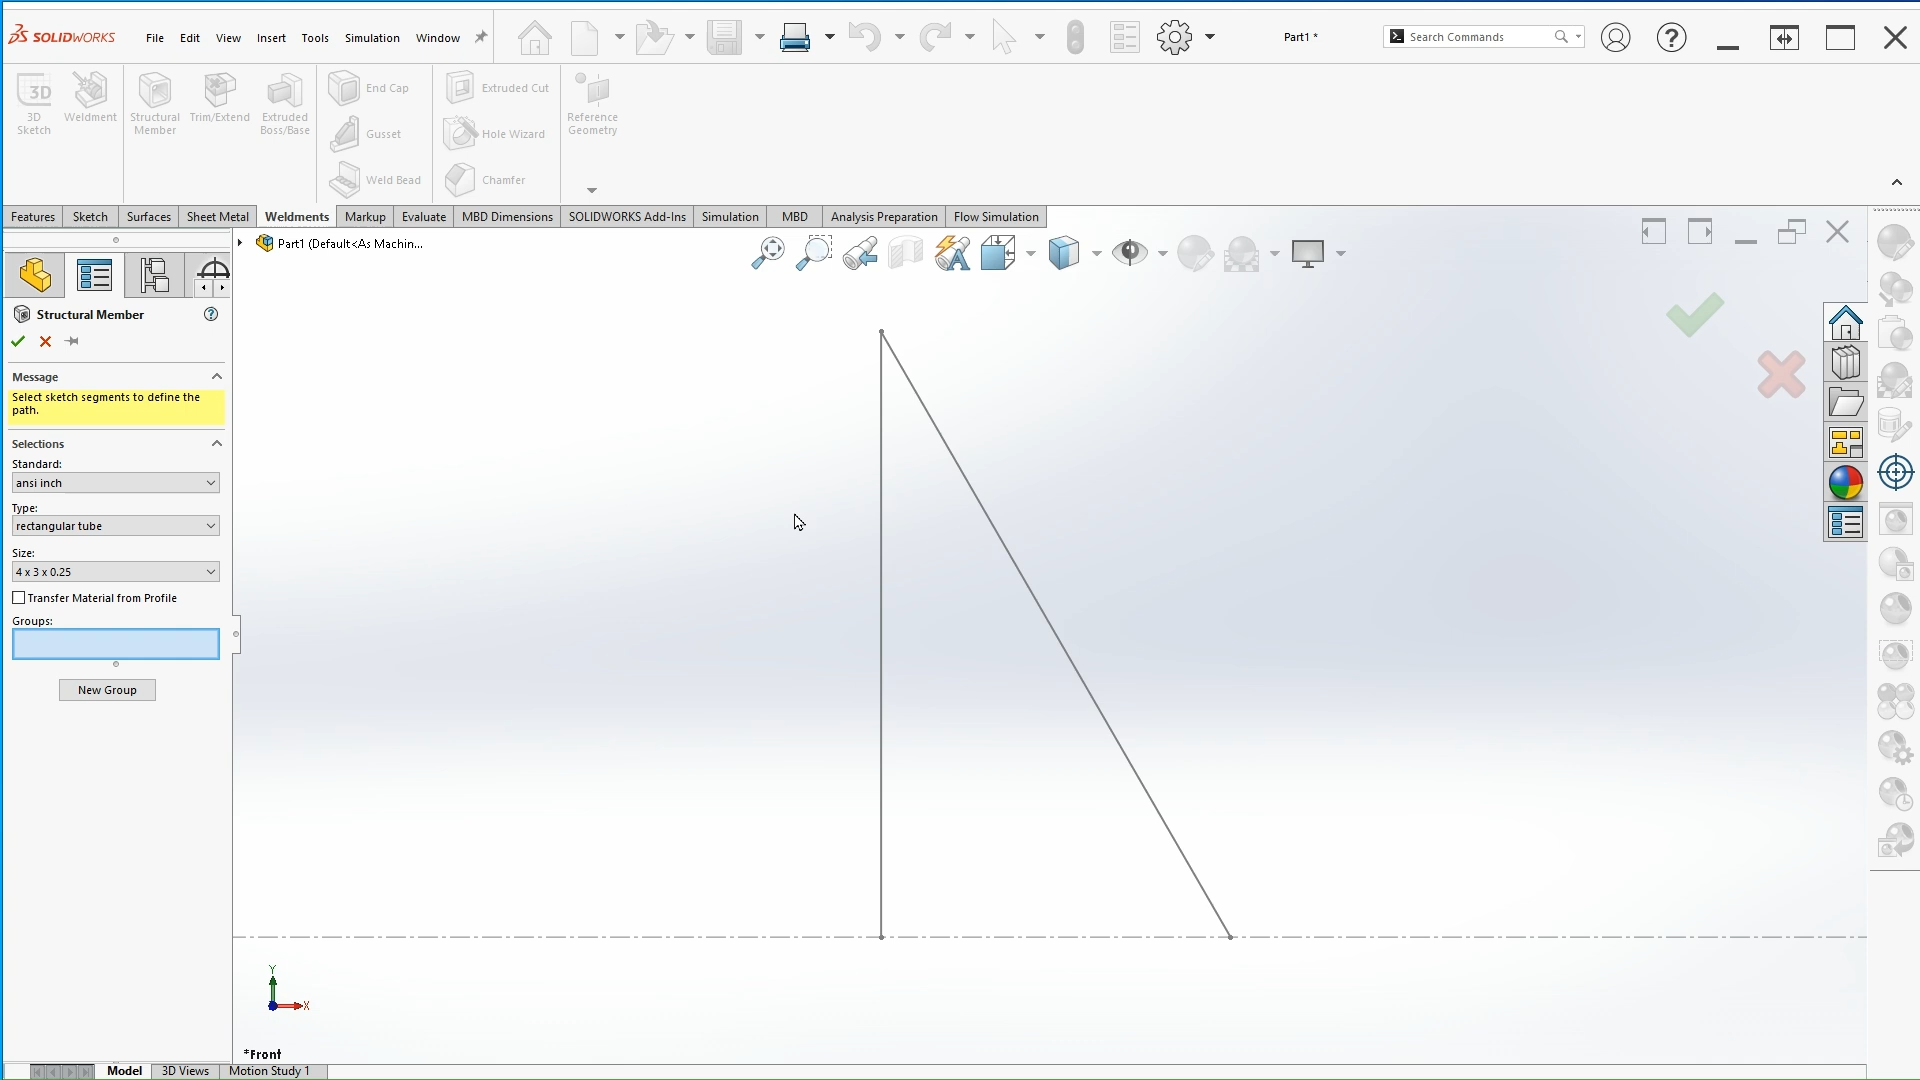 SOLIDWORKS
File Edit View Insert Tools Simulation Window
Part1 *
Search Commands
3D
3D Sketch
Weldment
Structural Member
Trim/Extend
Extruded Boss/Base
End Cap
Gusset
Weld Bead
Extruded Cut
Hole Wizard
Chamfer
Reference Geometry
Features Sketch Surfaces Sheet Metal Weldments Markup Evaluate MBD Dimensions SOLIDWORKS Add-Ins Simulation MBD Analysis Preparation Flow Simulation
Part1 (Default<As Machin...
Structural Member
Message
Select sketch segments to define the
path.
Selections
Standard:
ansi inch
Type:
rectangular tube
Size:
4 x 3 x 0.25
Transfer Material from Profile
Groups:
New Group
Y
X
*Front
Model 3D Views Motion Study 1